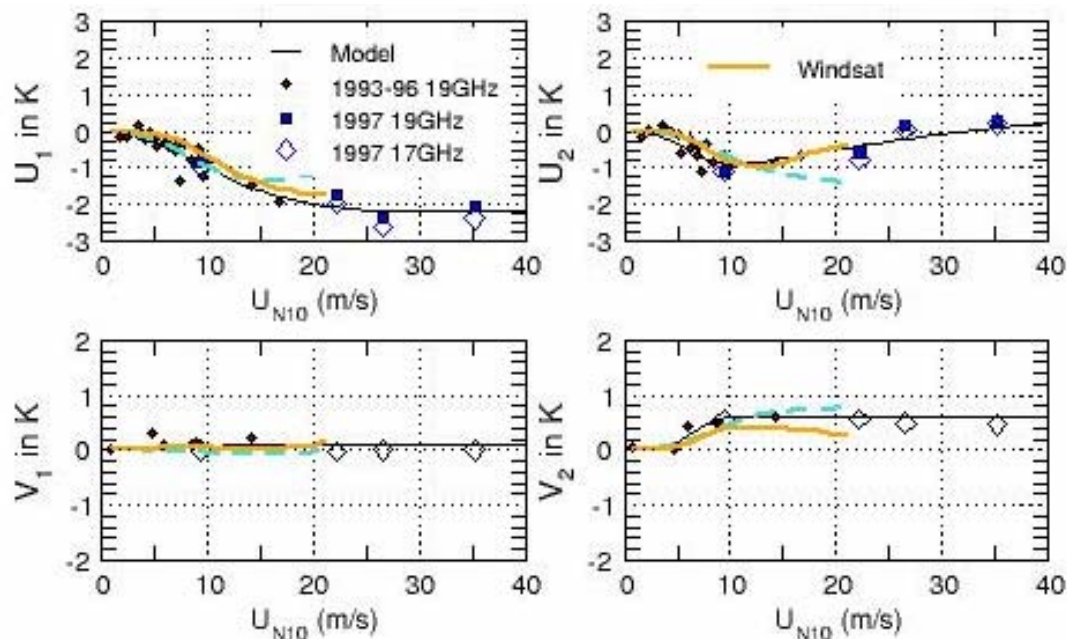 3
2
1
0
-1
-2
-3
U1 in K
0 10 20 30 40
UN10 (m/s)
Model
1993-96 19GHz
1997 19GHz
1997 17GHz
3
2
1
0
-1
-2
-3
U2 in K
0 10 20 30 40
UN10 (m/s)
Windsat
2
1
0
-1
-2
V1 in K
0 10 20 30 40
UN10 (m/s)
2
1
0
-1
-2
V2 in K
0 10 20 30 40
UN10 (m/s)